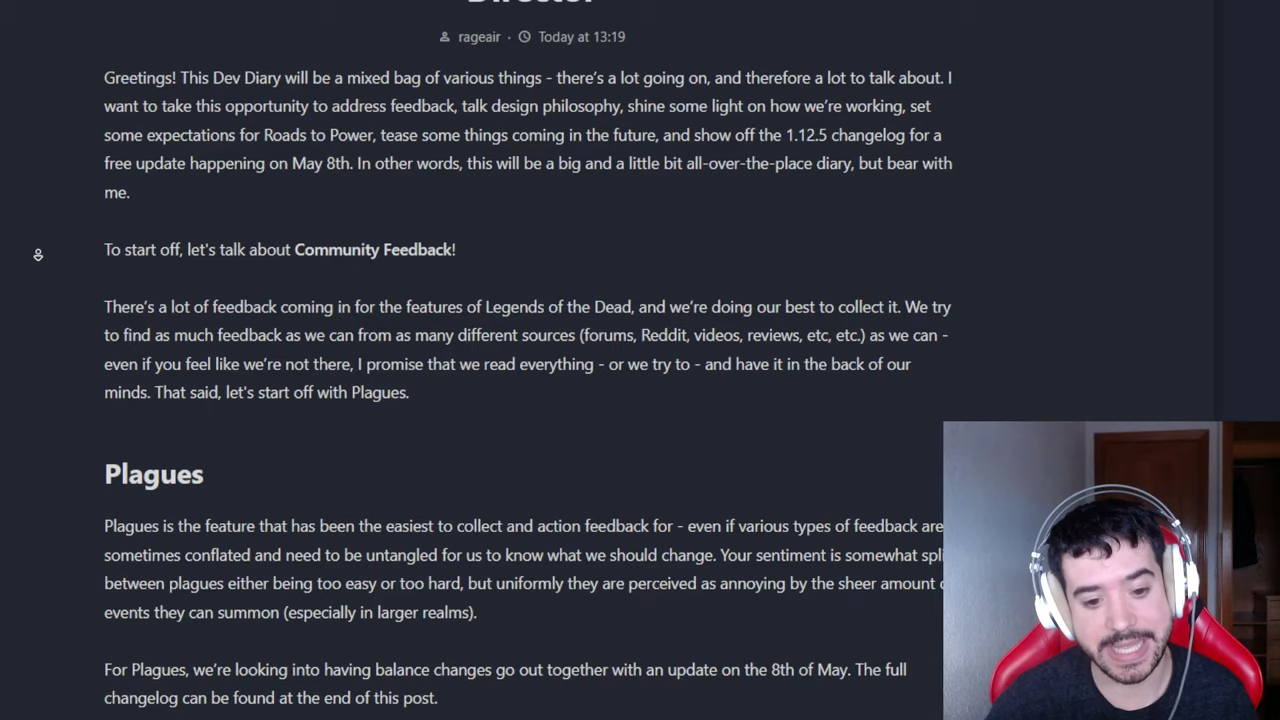 Director
rageair · Today at 13:19
Greetings! This Dev Diary will be a mixed bag of various things - there's a lot going on, and therefore a lot to talk about. I
want to take this opportunity to address feedback, talk design philosophy, shine some light on how we're working, set
some expectations for Roads to Power, tease some things coming in the future, and show off the 1.12.5 changelog for a
free update happening on May 8th. In other words, this will be a big and a little bit all-over-the-place diary, but bear with
me.
To start off, let's talk about Community Feedback!
There's a lot of feedback coming in for the features of Legends of the Dead, and we're doing our best to collect it. We try
to find as much feedback as we can from as many different sources (forums, Reddit, videos, reviews, etc, etc.) as we can -
even if you feel like we're not there, I promise that we read everything - or we try to - and have it in the back of our
minds. That said, let's start off with Plagues.
Plagues
Plagues is the feature that has been the easiest to collect and action feedback for - even if various types of feedback are
sometimes conflated and need to be untangled for us to know what we should change. Your sentiment is somewhat spli
between plagues either being too easy or too hard, but uniformly they are perceived as annoying by the sheer amount
events they can summon (especially in larger realms).
For Plagues, we're looking into having balance changes go out together with an update on the 8th of May. The full
changelog can be found at the end of this post.